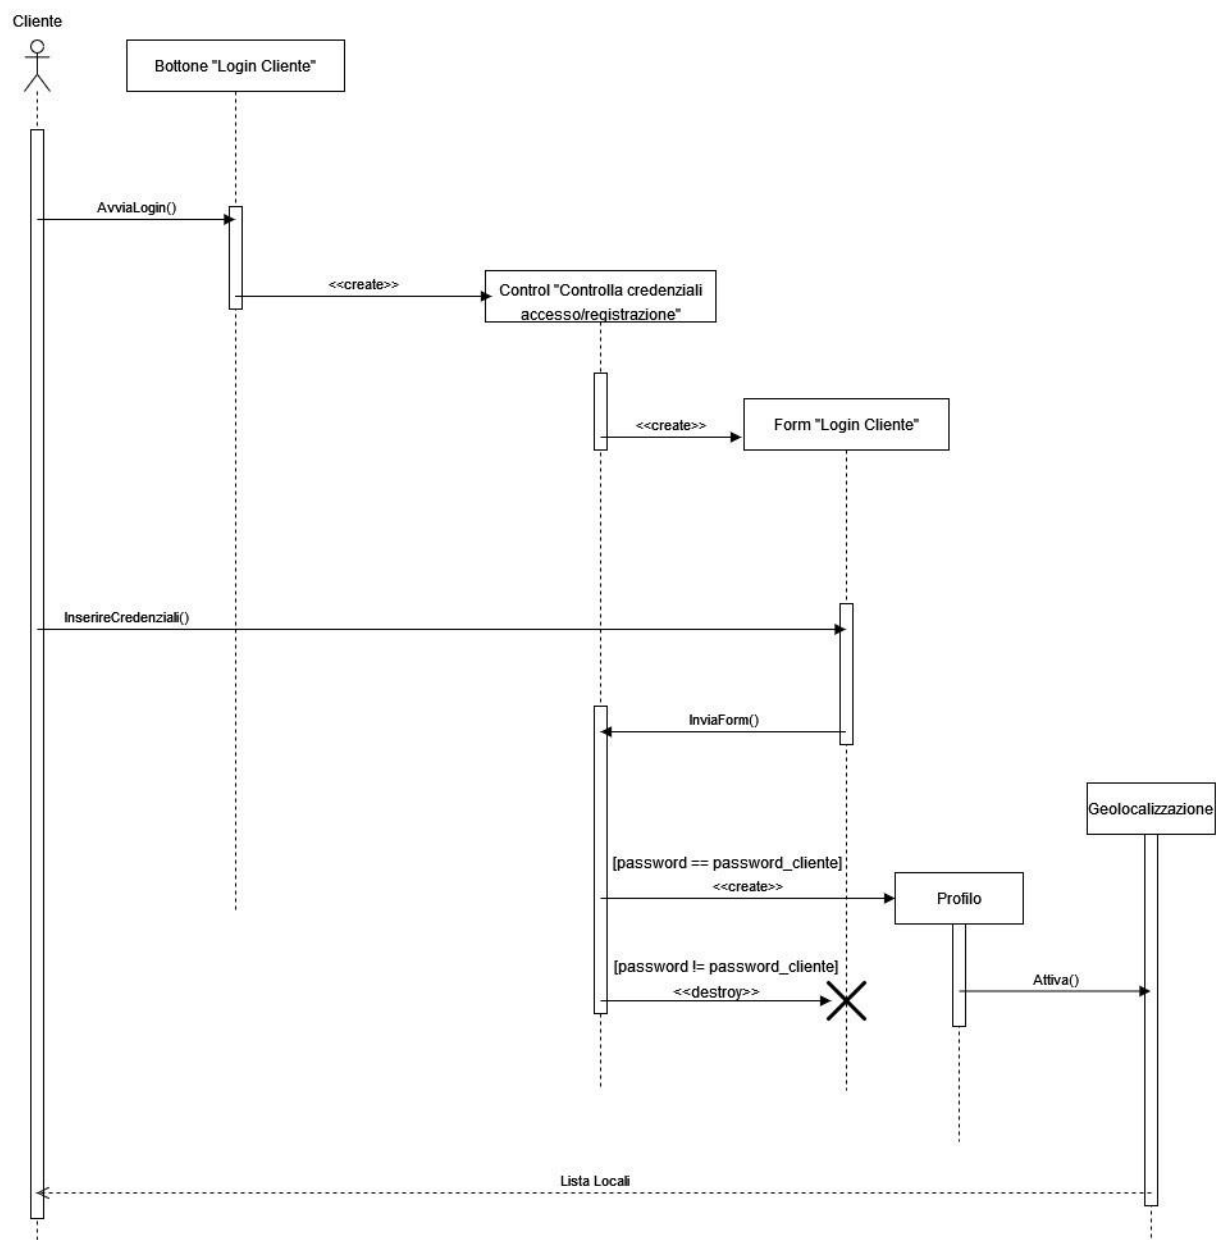 Cliente
Bottone "Login Cliente"
AvviaLogin()
<<create>>
Control "Controlla credenziali
accesso/registrazione"
<<create>>
Form "Login Cliente"
InserireCredenziali()
InviaForm()
Geolocalizzazione
[password == password_cliente]
<<create>>
Profilo
[password != password_cliente]
<<destroy>>
Attiva()
Lista Locali